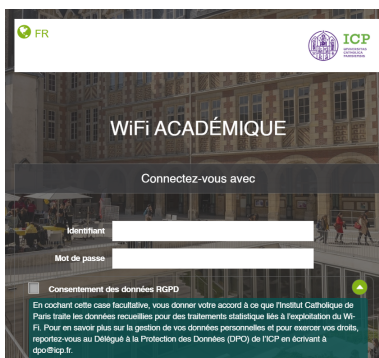 FR
ICP
UNIVERSITAS
CATHOLICA
PARISIENSIS
WiFi ACADÉMIQUE
Connectez-vous avec
Identifiant
Mot de passe
Consentement des données RGPD
En cochant cette case facultative, vous donner votre accord à ce que l'Institut Catholique de
Paris traite les données recueillies pour des traitements statistique liés à l'exploitation du Wi-
Fi. Pour en savoir plus sur la gestion de vos données personnelles et pour exercer vos droits,
reportez-vous au Délégué à la Protection des Données (DPO) de l'ICP en écrivant à
dpo@icp.fr.